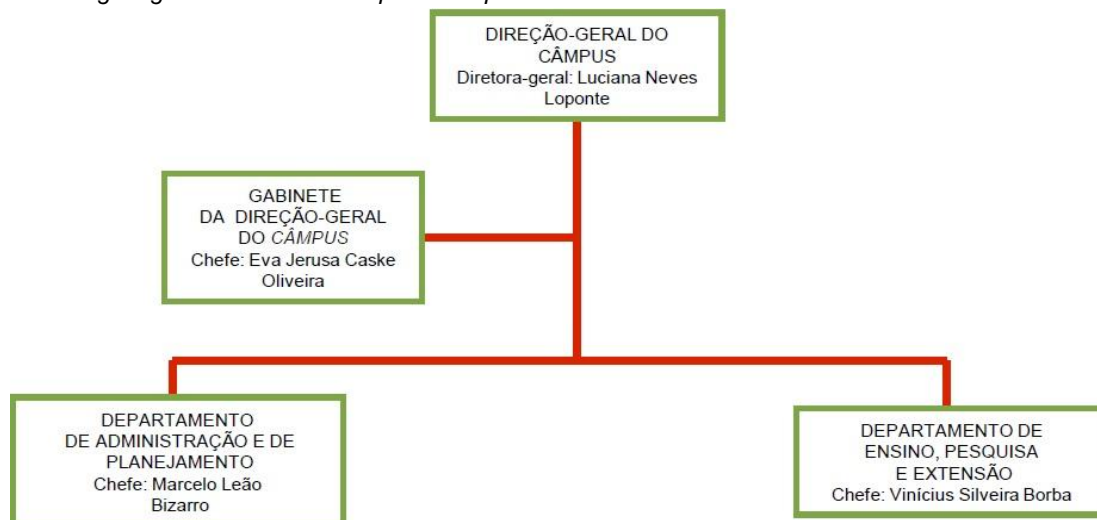 DIREÇÃO-GERAL DO
CÂMPUS
Diretora-geral: Luciana Neves
Loponte
GABINETE
DA DIREÇÃO-GERAL
DO CÂMPUS
Chefe: Eva Jerusa Caske
Oliveira
DEPARTAMENTO
DE ADMINISTRAÇÃO E DE
PLANEJAMENTO
Chefe: Marcelo Leão
Bizarro
DEPARTAMENTO DE
ENSINO, PESQUISA
E EXTENSÃO
Chefe: Vinícius Silveira Borba